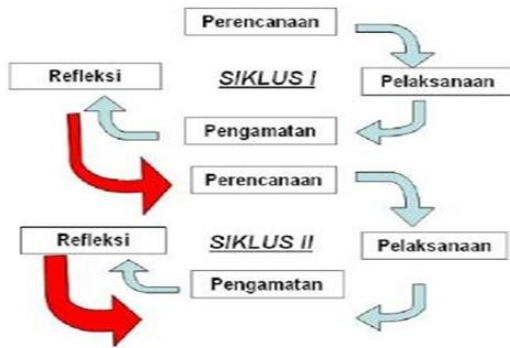 Perencanaan
Refleksi
SIKLUS I
Pelaksanaan
Pengamatan
Perencanaan
Refleksi
SIKLUS II
Pelaksanaan
Pengamatan